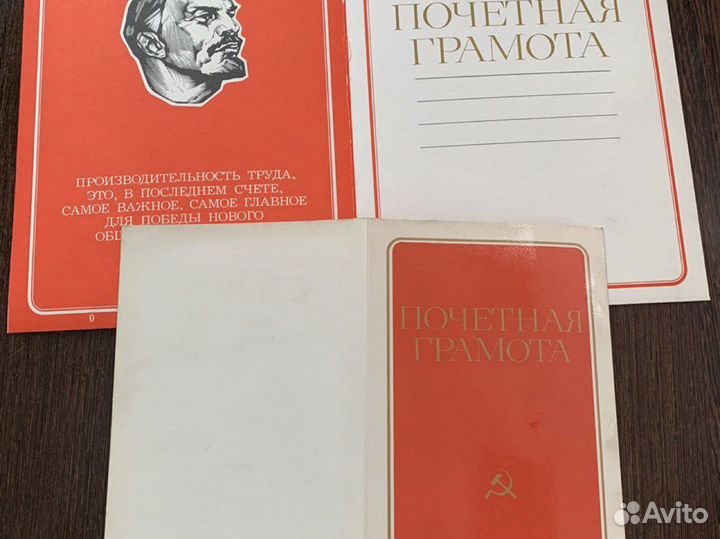 ПОЧЕТНАЯ
ГРАМОТА
ПРОИЗВОДИТЕЛЬНОСТЬ ТРУДА,
ЭТО, В ПОСЛЕДНЕМ СЧЕТЕ,
САМОЕ ВАЖНОЕ, САМОЕ ГЛАВНОЕ
ДЛЯ ПОБЕДЫ НОВОГО
ПОЧЕТНАЯ
ГРАМОТА
Avito